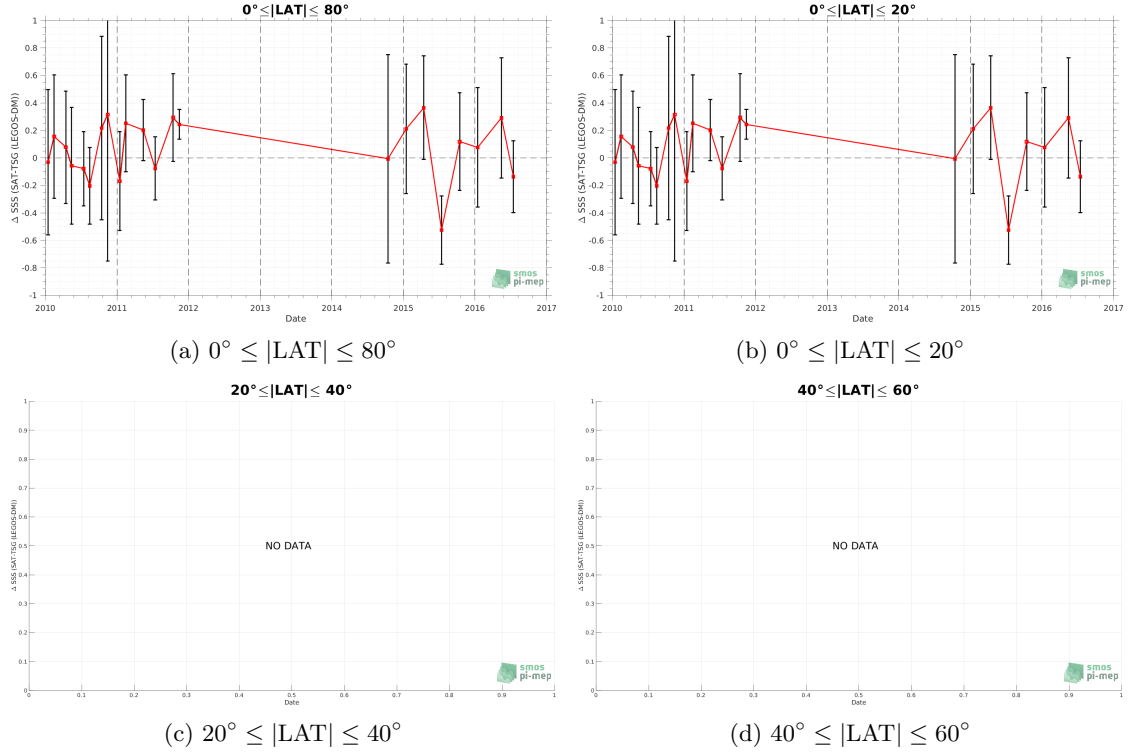 0°≤|LAT|≤ 80°
1
0.8
0.6
0.4
0.2
0
-0.2
-0.4
-0.6
-0.8
-1
Δ SSS (SAT-TSG (LEGOS-DM))
2010 2011 2012 2013 2014 2015 2016 2017
Date
smos
pi-mep
(a) 0° ≤ |LAT| ≤ 80°
0°≤|LAT|≤ 20°
1
0.8
0.6
0.4
0.2
0
-0.2
-0.4
-0.6
-0.8
-1
Δ SSS (SAT-TSG (LEGOS-DM))
2010 2011 2012 2013 2014 2015 2016 2017
Date
smos
pi-mep
(b) 0° ≤ |LAT| ≤ 20°
20°≤|LAT|≤ 40°
1
0.9
0.8
0.7
0.6
0.5
0.4
0.3
0.2
0.1
0
Δ SSS (SAT-TSG (LEGOS-DM))
NO DATA
0 0.1 0.2 0.3 0.4 0.5 0.6 0.7 0.8 0.9 1
Date
smos
pi-mep
(c) 20° ≤ |LAT| ≤ 40°
40°≤|LAT|≤ 60°
1
0.9
0.8
0.7
0.6
0.5
0.4
0.3
0.2
0.1
0
Δ SSS (SAT-TSG (LEGOS-DM))
NO DATA
0 0.1 0.2 0.3 0.4 0.5 0.6 0.7 0.8 0.9 1
Date
smos
pi-mep
(d) 40° ≤ |LAT| ≤ 60°